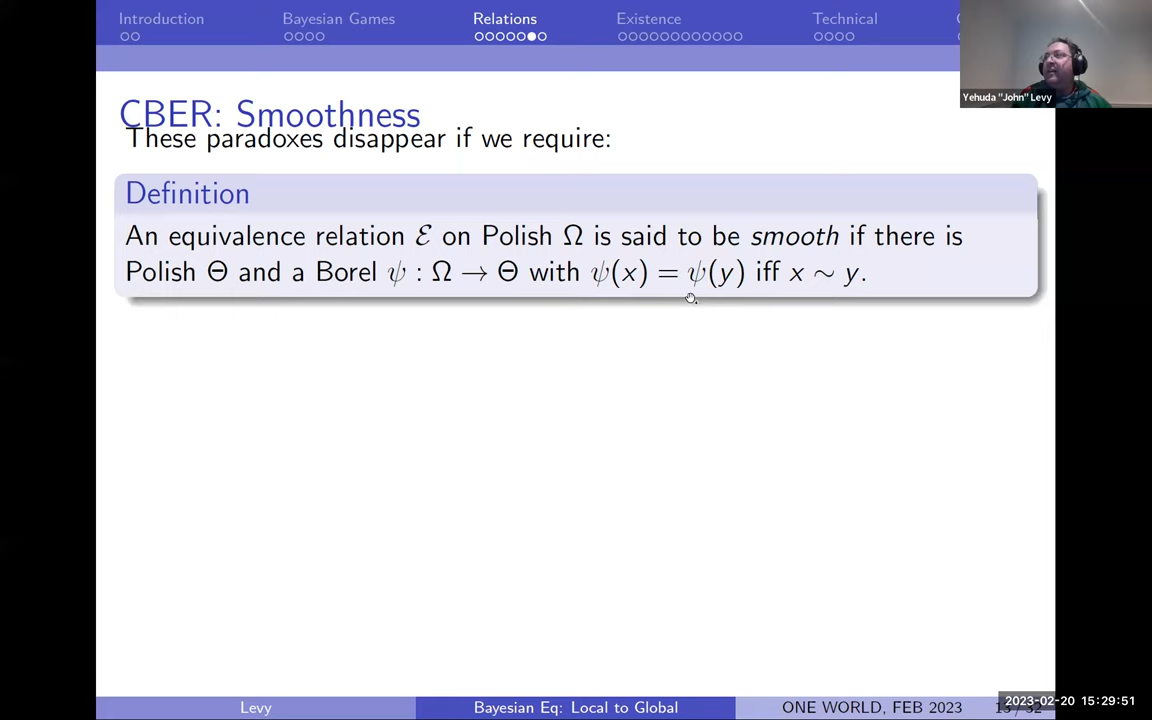 Introduction Bayesian Games Relations Existence Technical
Yehuda "John" Levy
CBER: Smoothness
These paradoxes disappear if we require:
Definition
An equivalence relation ℰ on Polish Ω is said to be smooth if there is
Polish Θ and a Borel ψ : Ω → Θ with ψ(x) = ψ(y) iff x ∼ y.
Levy Bayesian Eq: Local to Global ONE WORLD, FEB 2023
2023-02-20 15:29:51